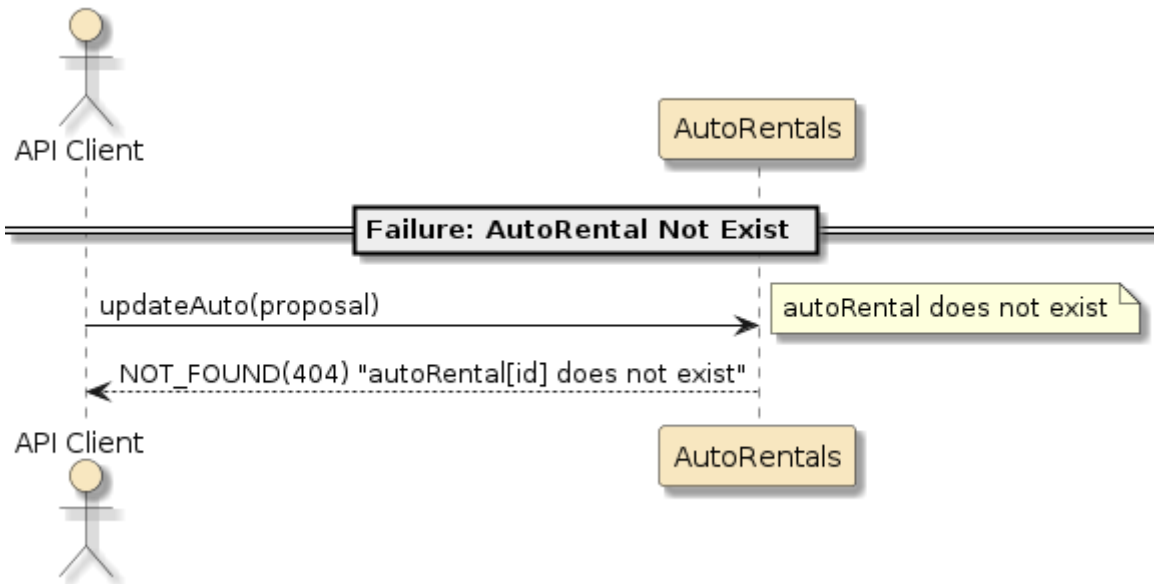 API Client
AutoRentals
Failure: AutoRental Not Exist
updateAuto(proposal)
autoRental does not exist
NOT_FOUND(404) "autoRental[id] does not exist"
API Client
AutoRentals